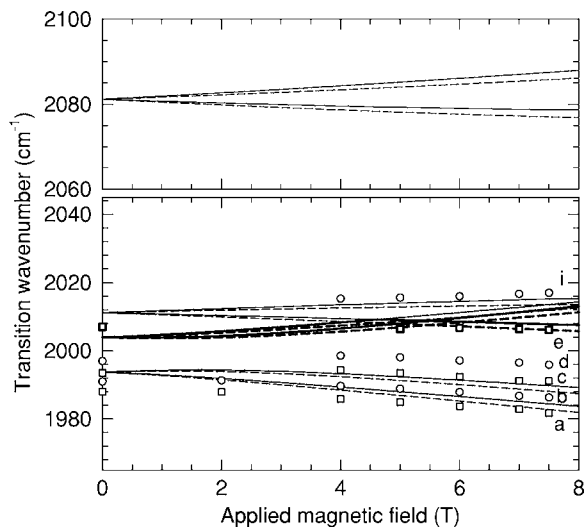 2100
2080
2060
2040
2020
2000
1980
Transition wavenumber (cm⁻¹)
i
e
d
c
b
a
0
2
4
6
8
Applied magnetic field (T)